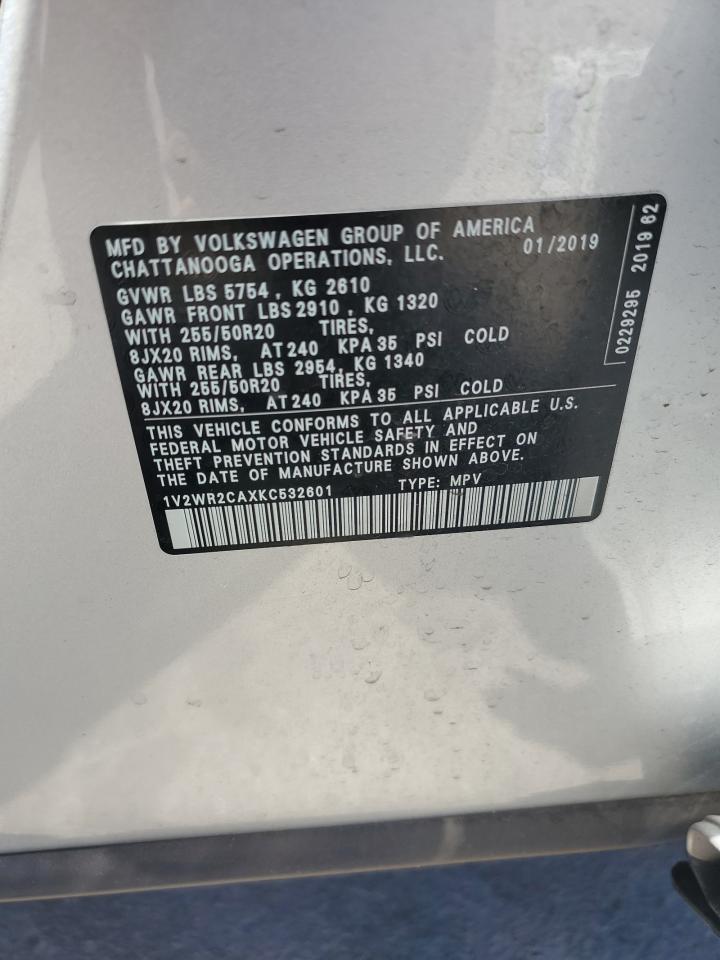 MFD BY VOLKSWAGEN GROUP OF AMERICA
CHATTANOOGA OPERATIONS, LLC. 01/2019
GVWR LBS 5754 , KG 2610
GAWR FRONT LBS 2910 , KG 1320
WITH 255/50R20 TIRES,
8JX20 RIMS, AT 240 KPA 35 PSI COLD
GAWR REAR LBS 2954, KG 1340
WITH 255/50R20 TIRES,
8JX20 RIMS, AT 240 KPA 35 PSI COLD
THIS VEHICLE CONFORMS TO ALL APPLICABLE U.S.
FEDERAL MOTOR VEHICLE SAFETY AND
THEFT PREVENTION STANDARDS IN EFFECT ON
THE DATE OF MANUFACTURE SHOWN ABOVE.
1V2WR2CAXKC532601 TYPE: MPV
0229295 2019 62